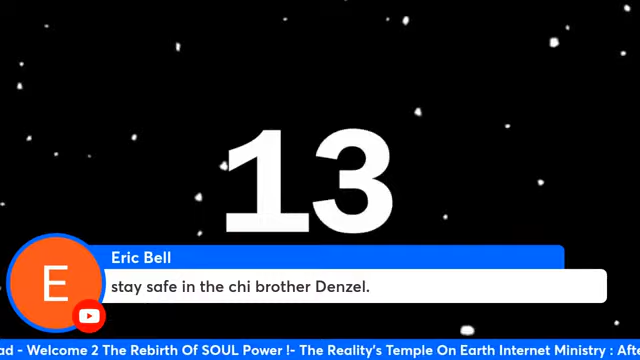 13
Eric Bell
E
stay safe in the chi brother Denzel.
ad - Welcome 2 The Rebirth Of SOUL Power !- The Reality's Temple On Earth Internet Ministry : Afte